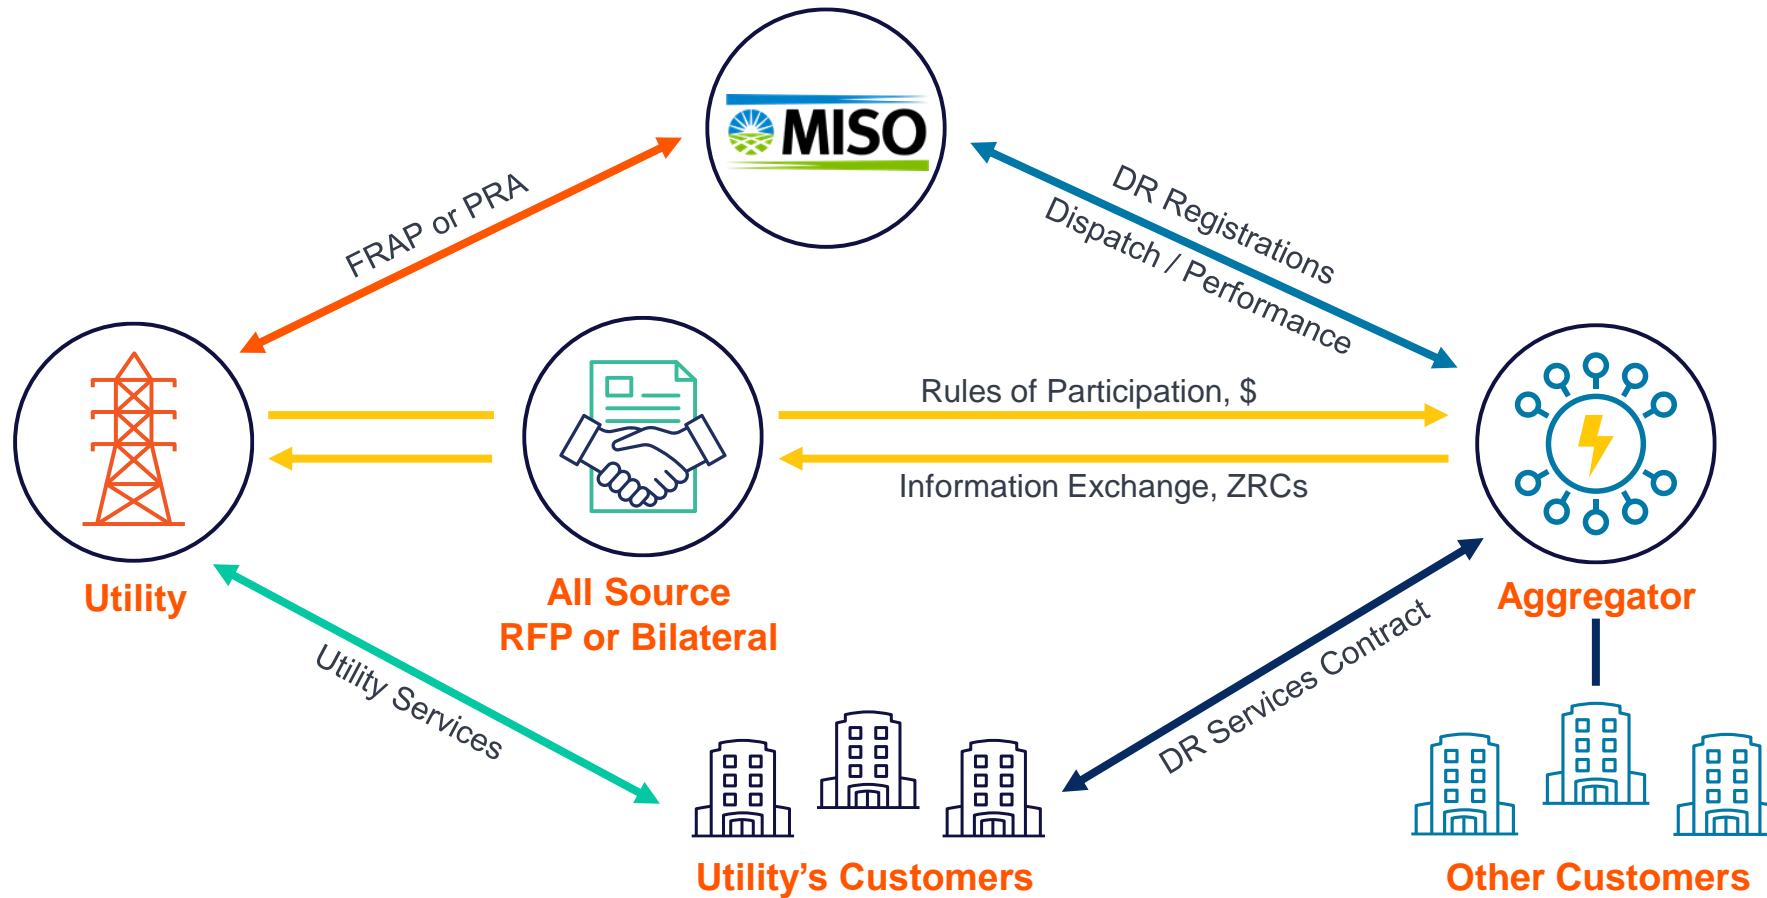 MISO
FRAP or PRA
DR Registrations
Dispatch / Performance
Rules of Participation, $
Information Exchange, ZRCs
Utility
All Source
RFP or Bilateral
Aggregator
Utility Services
DR Services Contract
Utility’s Customers
Other Customers